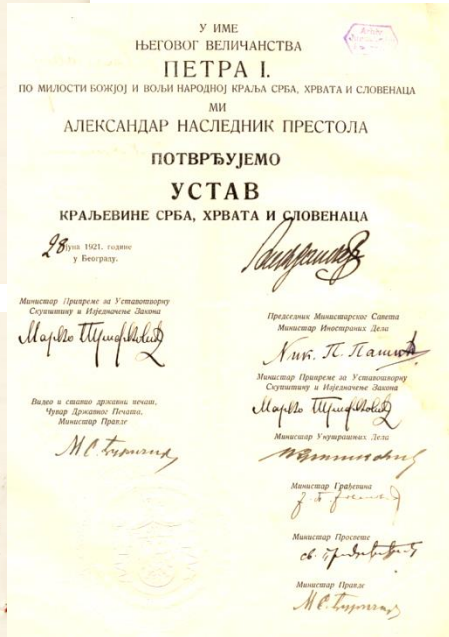 У ИМЕ
ЊЕГОВОГ ВЕЛИЧАНСТВА
ПЕТРА I.
ПО МИЛОСТИ БОЖЈОЈ И ВОЉИ НАРОДНОЈ КРАЉА СРБА, ХРВАТА И СЛОВЕНАЦА
МИ
АЛЕКСАНДАР НАСЛЕДНИК ПРЕСТОЛА
ПОТВРЂУЈЕМО
УСТАВ
КРАЉЕВИНЕ СРБА, ХРВАТА И СЛОВЕНАЦА
28 јуна 1921. године
у Београду.
Министар Припреме за Уставотворну
Скупштину и Изједначење Закона
Марко Трифковић
Видео и ставио државни печат,
Чувар Државног Печата,
Министар Правде
М С. Ђуричић
Председник Министарског Савета
Министар Иностраних Дела
Ник. П. Пашић
Министар Припреме за Уставотворну
Скупштину и Изједначење Закона
Марко Трифковић
Министар Унутрашњих Дела
Министар Грађевина
Министар Просвете
Министар Правде
М С. Ђуричић